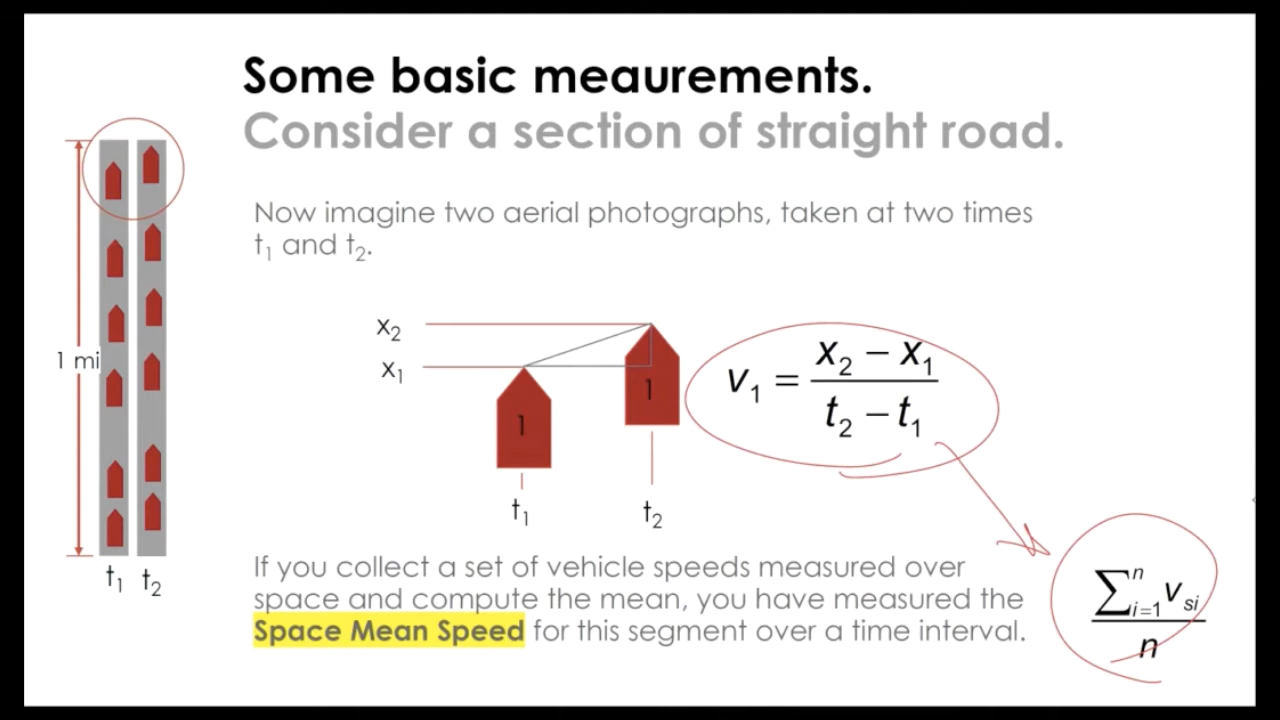 Some basic meaurements.
Consider a section of straight road.
Now imagine two aerial photographs, taken at two times
t₁ and t₂.
x₂
x₁
1 mi
1
1
v₁ = (x₂ − x₁) / (t₂ − t₁)
t₁
t₂
t₁ t₂
If you collect a set of vehicle speeds measured over
space and compute the mean, you have measured the
Space Mean Speed for this segment over a time interval.
∑ⁿᵢ₌₁ vₛᵢ / n